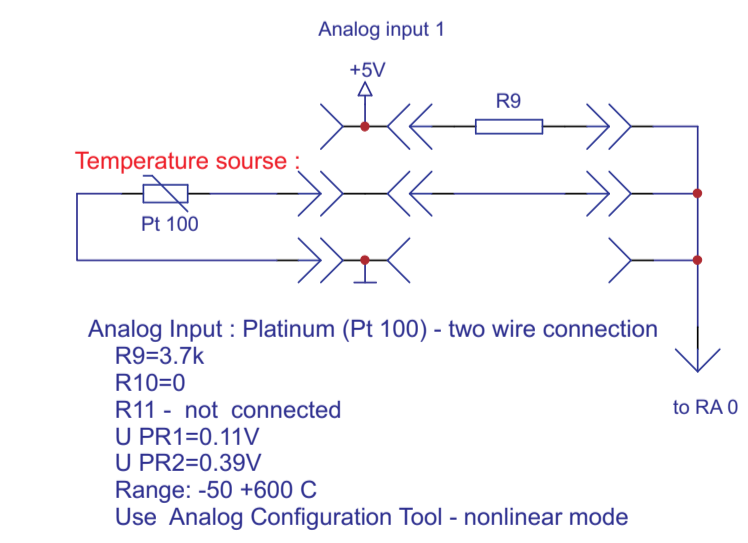 Analog input 1
+5V
R9
Temperature sourse :
Pt 100
Analog Input : Platinum (Pt 100) - two wire connection
R9=3.7k
R10=0
R11 - not connected
to RA 0
U PR1=0.11V
U PR2=0.39V
Range: -50 +600 C
Use Analog Configuration Tool - nonlinear mode